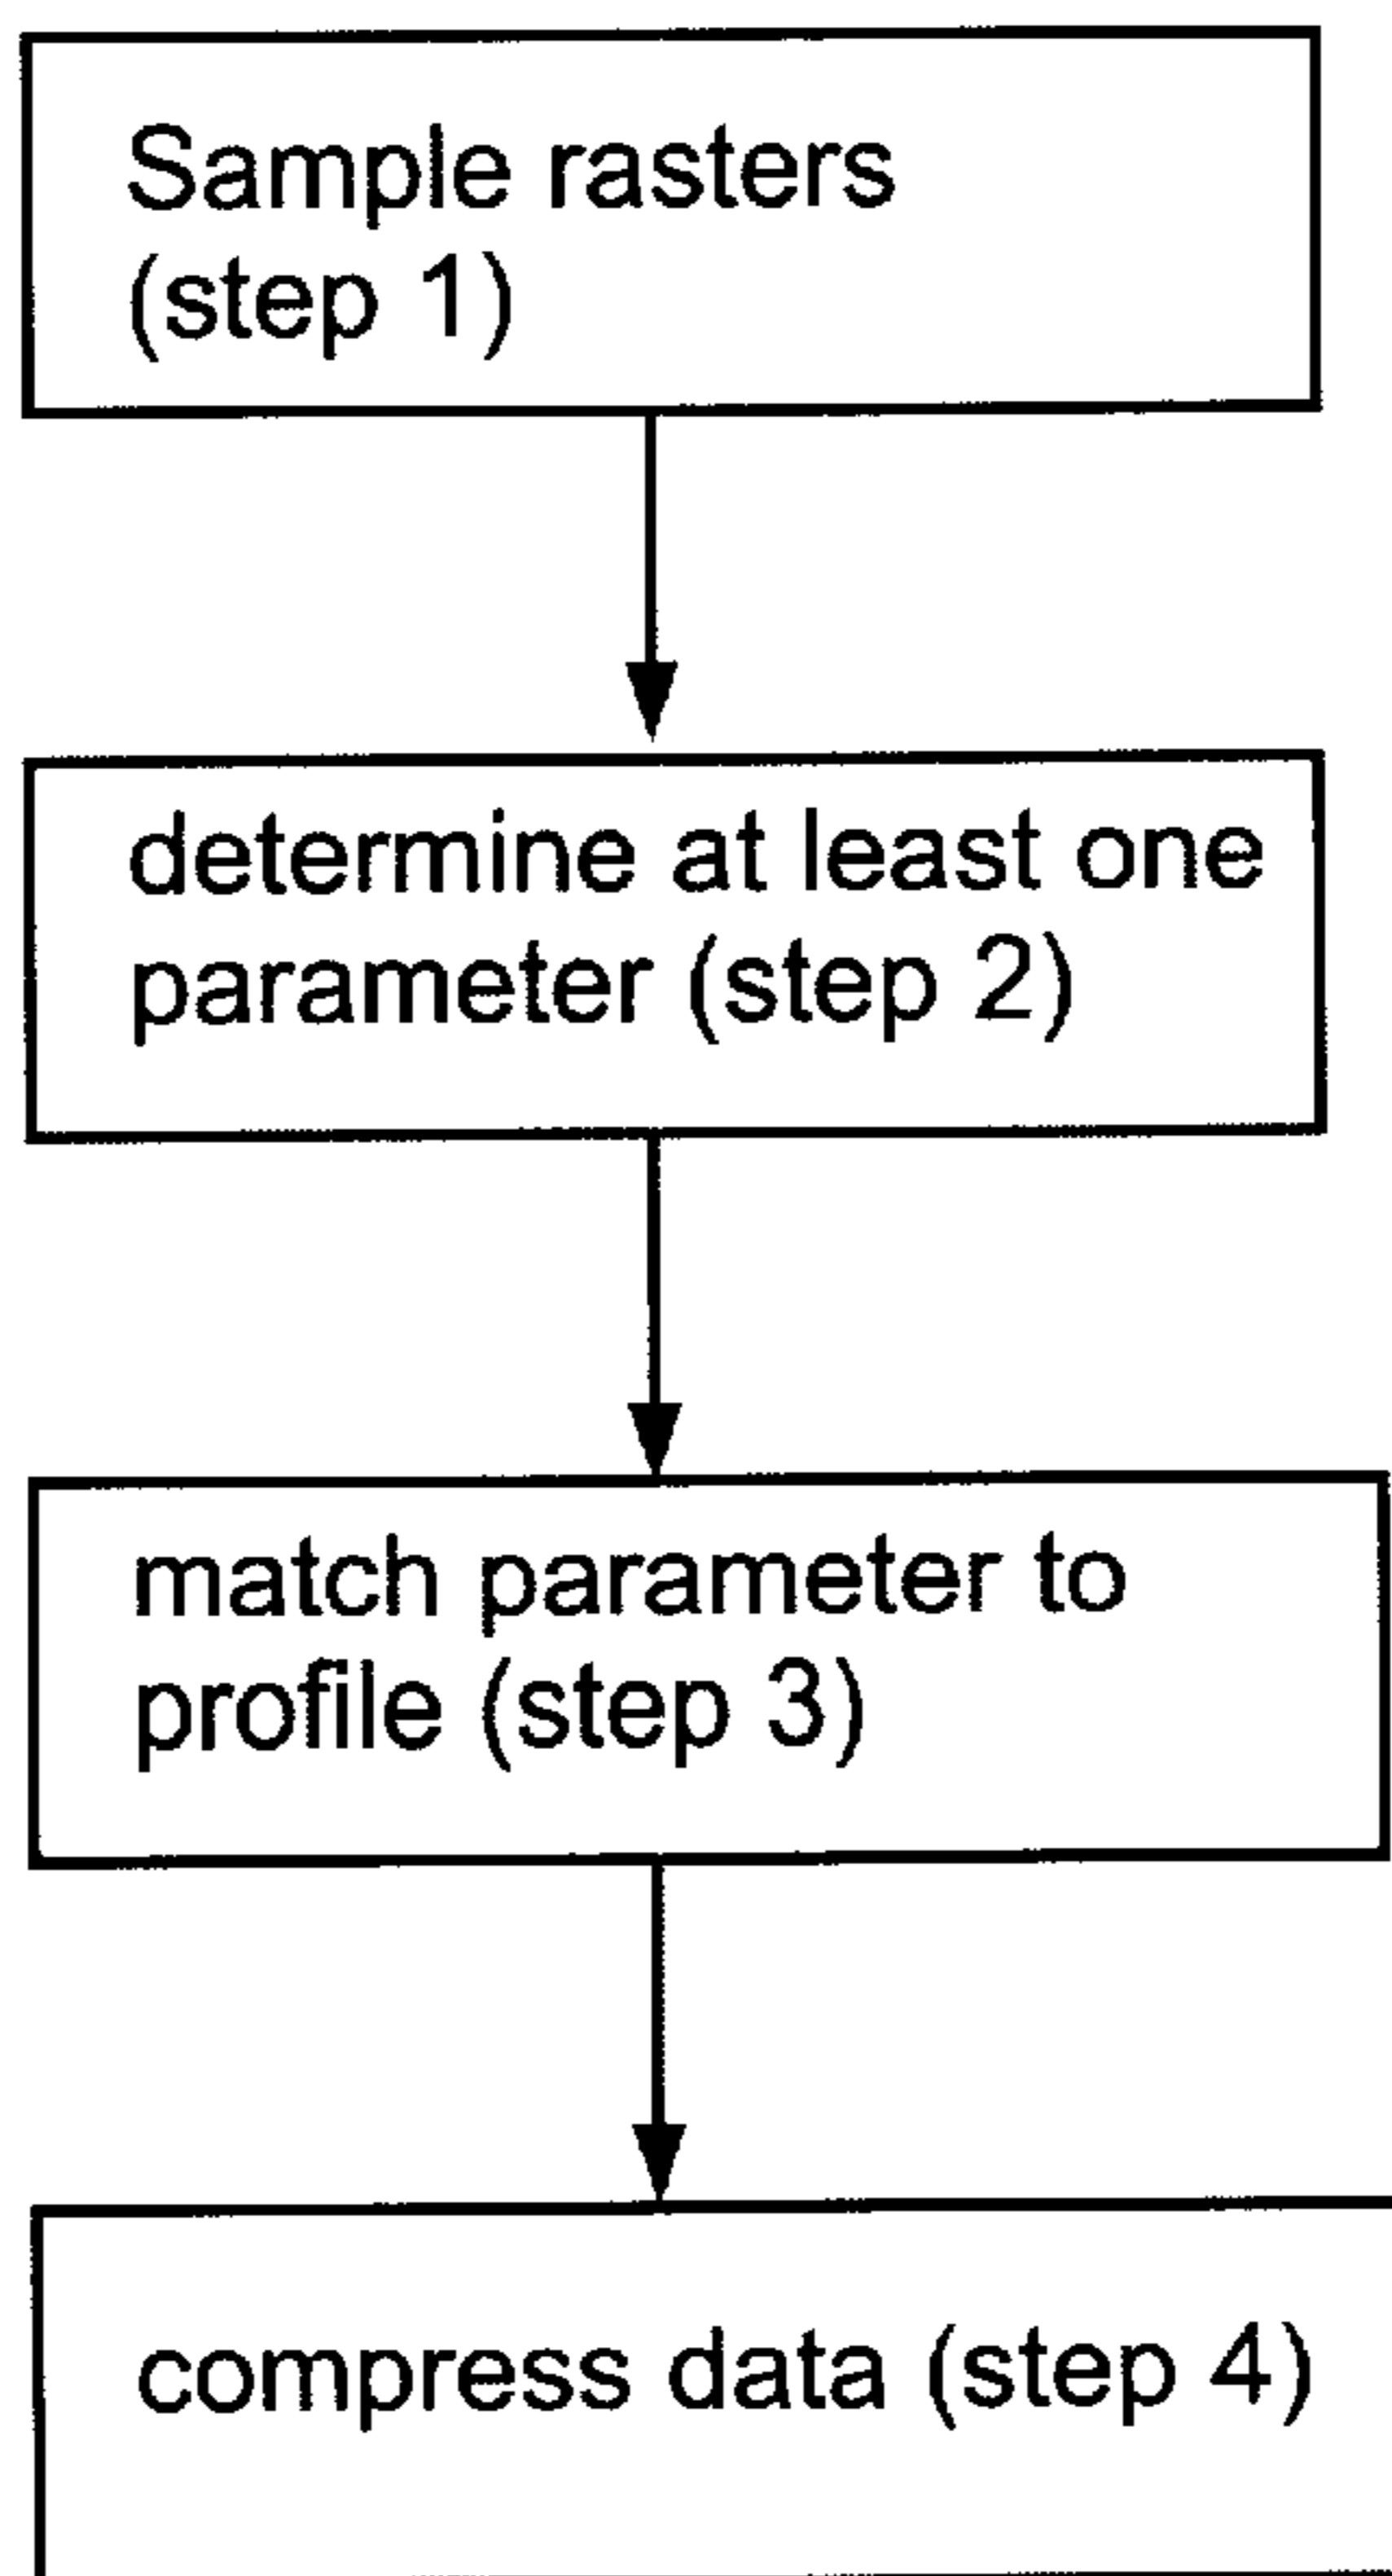 Sample rasters
(step 1)
determine at least one
parameter (step 2)
match parameter to
profile (step 3)
compress data (step 4)